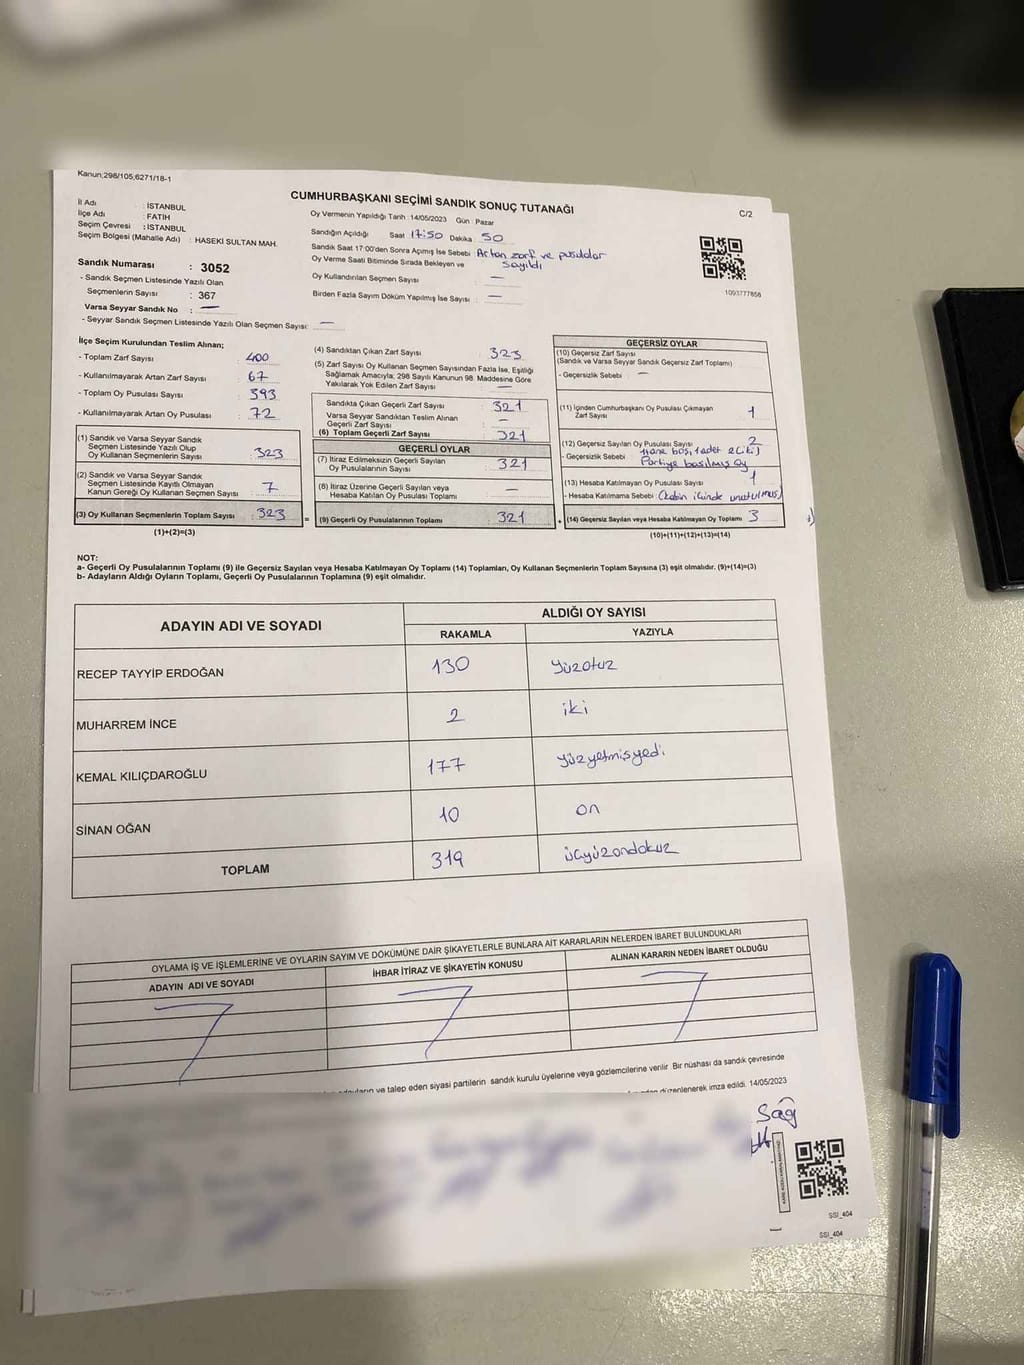 Kanun;298/105,6271/18-1
CUMHURBAŞKANI SEÇİMİ SANDIK SONUÇ TUTANAĞI
C/2
İl Adı : İSTANBUL
İlçe Adı : FATİH
Seçim Çevresi : İSTANBUL
Seçim Bölgesi (Mahalle Adı) : HASEKİ SULTAN MAH.
Sandık Numarası : 3052
- Sandık Seçmen Listesinde Yazılı Olan
Seçmenlerin Sayısı : 367
Varsa Seyyar Sandık No : —
- Seyyar Sandık Seçmen Listesinde Yazılı Olan Seçmen Sayısı: —
Oy Vermenin Yapıldığı Tarih :14/05/2023 Gün : Pazar
Sandığın Açıldığı Saat 17:50 Dakika 50
Sandık Saat 17:00'den Sonra Açımış İse Sebebi Artan zarf ve pusulalar
Oy Verme Saati Bitiminde Sırada Bekleyen ve sayıldı
Oy Kullandırılan Seçmen Sayısı —
Birden Fazla Sayım Döküm Yapılmış İse Sayısı : —
1093777858
İlçe Seçim Kurulundan Teslim Alınan;
- Toplam Zarf Sayısı : 400
- Kullanılmayarak Artan Zarf Sayısı : 67
- Toplam Oy Pusulası Sayısı : 393
- Kullanılmayarak Artan Oy Pusulası : 72
(1) Sandık ve Varsa Seyyar Sandık
Seçmen Listesinde Yazılı Olup
Oy Kullanan Seçmenlerin Sayısı : 323
(2) Sandık ve Varsa Seyyar Sandık
Seçmen Listesinde Kayıtlı Olmayan
Kanun Gereği Oy Kullanan Seçmen Sayısı : 7
(3) Oy Kullanan Seçmenlerin Toplam Sayısı : 323
(1)+(2)=(3)
(4) Sandıktan Çıkan Zarf Sayısı : 323
(5) Zarf Sayısı Oy Kullanan Seçmen Sayısından Fazla İse, Eşitliği
Sağlamak Amacıyla; 298 Sayılı Kanunun 98. Maddesine Göre
Yakılarak Yok Edilen Zarf Sayısı : —
Sandıkta Çıkan Geçerli Zarf Sayısı : 321
Varsa Seyyar Sandıktan Teslim Alınan
Geçerli Zarf Sayısı : —
(6) Toplam Geçerli Zarf Sayısı : 321
GEÇERLİ OYLAR
(7) İtiraz Edilmeksizin Geçerli Sayılan
Oy Pusulalarının Sayısı : 321
(8) İtiraz Üzerine Geçerli Sayılan veya
Hesaba Katılan Oy Pusulası Toplamı : —
= (9) Geçerli Oy Pusulalarının Toplamı : 321
GEÇERSİZ OYLAR
(10) Geçersiz Zarf Sayısı
(Sandık ve Varsa Seyyar Sandık Geçersiz Zarf Toplamı)
- Geçersizlik Sebebi : —
(11) İçinden Cumhurbaşkanı Oy Pusulası Çıkmayan
Zarf Sayısı : 1
(12) Geçersiz Sayılan Oy Pusulası Sayısı : 2
- Geçersizlik Sebebi : 1tane boş, 1 adet 2(iki)
Partiye basılmış oy
(13) Hesaba Katılmayan Oy Pusulası Sayısı : 1
- Hesaba Katılmama Sebebi : (kabin içinde unutulmuş)
+ (14) Geçersiz Sayılan veya Hesaba Katılmayan Oy Toplamı : 3
(10)+(11)+(12)+(13)=(14)
NOT:
a- Geçerli Oy Pusulalarının Toplamı (9) ile Geçersiz Sayılan veya Hesaba Katılmayan Oy Toplamı (14) Toplamları, Oy Kullanan Seçmenlerin Toplam Sayısına (3) eşit olmalıdır. (9)+(14)=(3)
b- Adayların Aldığı Oyların Toplamı, Geçerli Oy Pusulalarının Toplamına (9) eşit olmalıdır.
ADAYIN ADI VE SOYADI
ALDIĞI OY SAYISI
RAKAMLA YAZIYLA
RECEP TAYYİP ERDOĞAN 130 yüzotuz
MUHARREM İNCE 2 iki
KEMAL KILIÇDAROĞLU 177 yüzyetmişyedi
SİNAN OĞAN 10 on
TOPLAM 319 üçyüzondokuz
OYLAMA İŞ VE İŞLEMLERİNE VE OYLARIN SAYIM VE DÖKÜMÜNE DAİR ŞİKAYETLERLE BUNLARA AİT KARARLARIN NELERDEN İBARET BULUNDUKLARI
ADAYIN ADI VE SOYADI İHBAR İTİRAZ VE ŞİKAYETİN KONUSU ALINAN KARARIN NEDEN İBARET OLDUĞU
ve talep eden siyasi partilerin sandık kurulu üyelerine veya gözlemcilerine verilir. Bir nüshası da sandık çevresinde
düzenlenerek imza edildi. 14/05/2023
Sağ
SSI_404
SSI_404